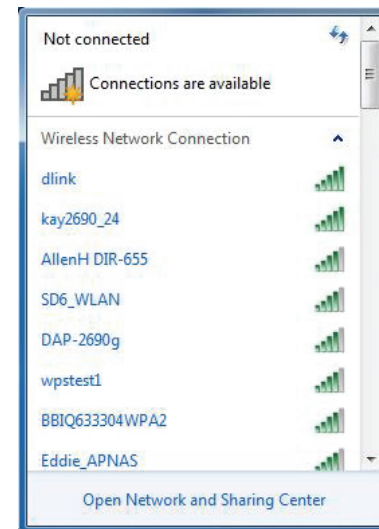 Not connected
Connections are available
Wireless Network Connection
dlink
kay2690_24
AllenH DIR-655
SD6_WLAN
DAP-2690g
wpstest1
BBIQ633304WPA2
Eddie_APNAS
Open Network and Sharing Center